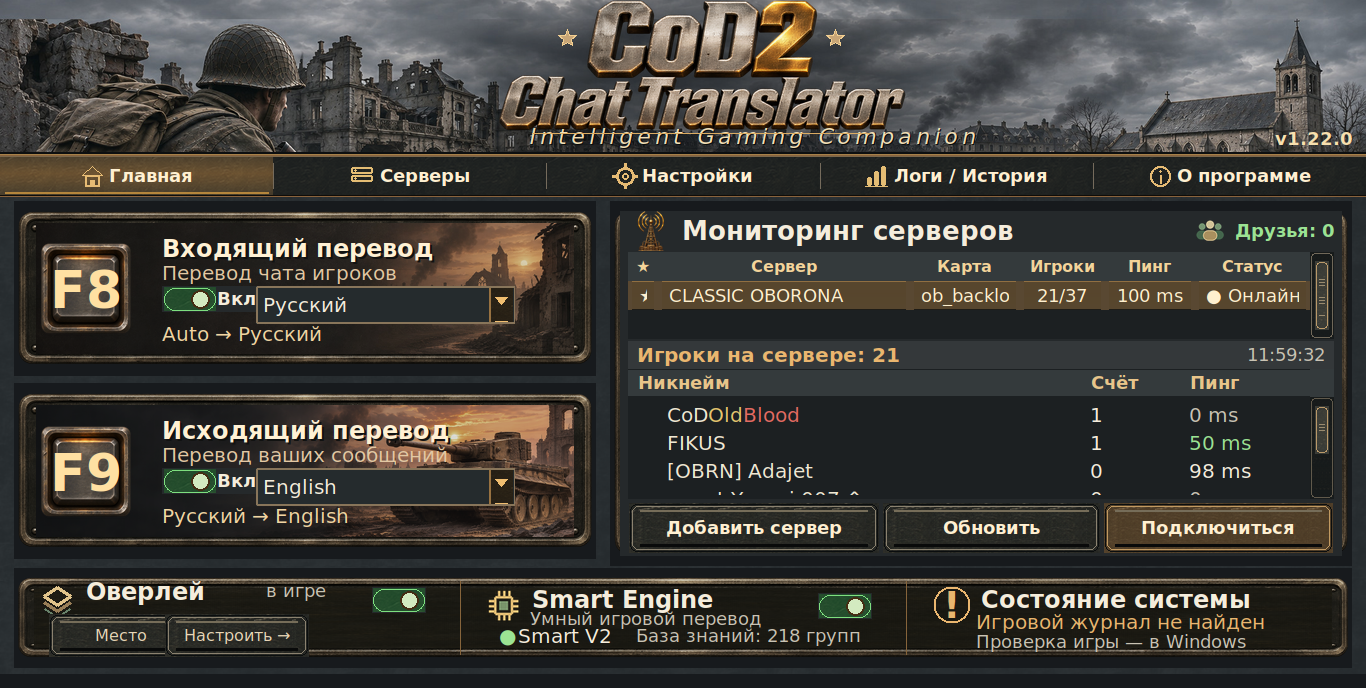 CoD2
Chat Translator
Intelligent Gaming Companion
v1.22.0
Главная Серверы Настройки Логи / История О программе
F8
Входящий перевод
Перевод чата игроков
Вкл Русский
Auto → Русский
F9
Исходящий перевод
Перевод ваших сообщений
Вкл English
Русский → English
Мониторинг серверов Друзья: 0
★ Сервер Карта Игроки Пинг Статус
CLASSIC OBORONA ob_backlo 21/37 100 ms ● Онлайн
Игроки на сервере: 21 11:59:32
Никнейм Счёт Пинг
CoDOldBlood 1 0 ms
FIKUS 1 50 ms
[OBRN] Adajet 0 98 ms
Добавить сервер Обновить Подключиться
Оверлей в игре
Место Настроить →
Smart Engine
Умный игровой перевод
Smart V2 База знаний: 218 групп
Состояние системы
Игровой журнал не найден
Проверка игры — в Windows